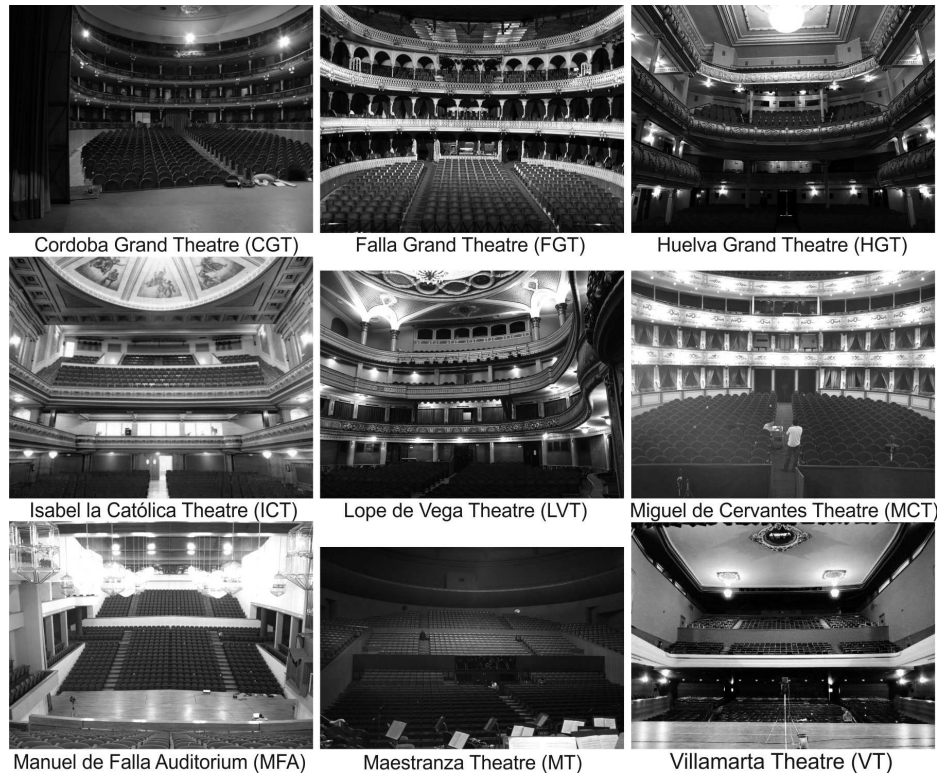 Cordoba Grand Theatre (CGT)
Falla Grand Theatre (FGT)
Huelva Grand Theatre (HGT)
Isabel la Católica Theatre (ICT)
Lope de Vega Theatre (LVT)
Miguel de Cervantes Theatre (MCT)
Manuel de Falla Auditorium (MFA)
Maestranza Theatre (MT)
Villamarta Theatre (VT)